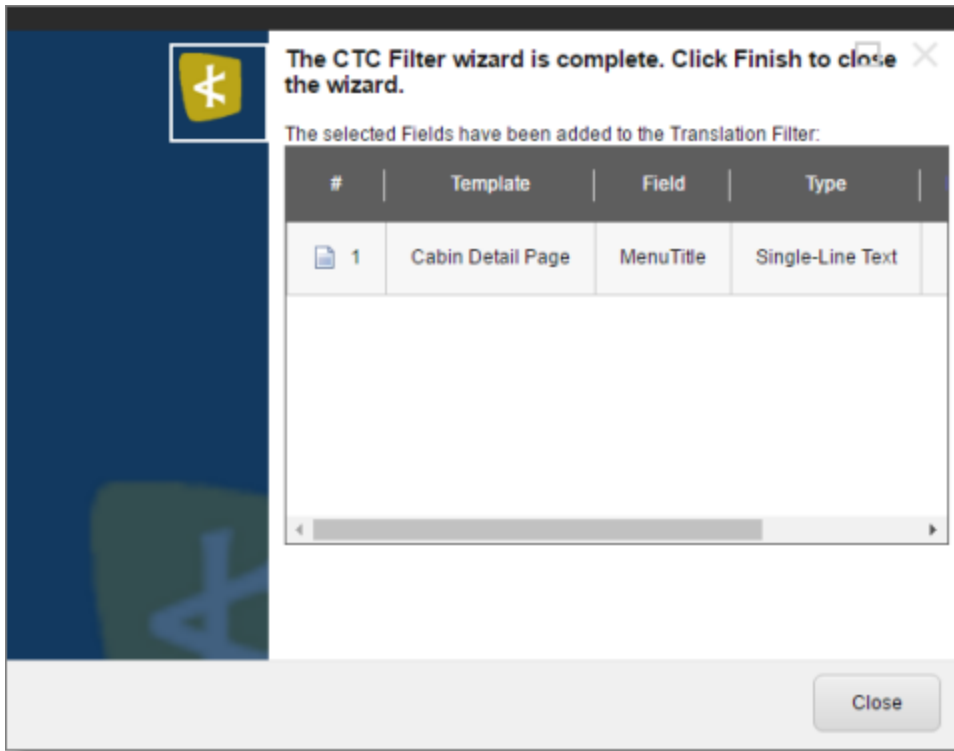 The CTC Filter wizard is complete. Click Finish to close
the wizard.
The selected Fields have been added to the Translation Filter:
# Template Field Type
1 Cabin Detail Page MenuTitle Single-Line Text
Close